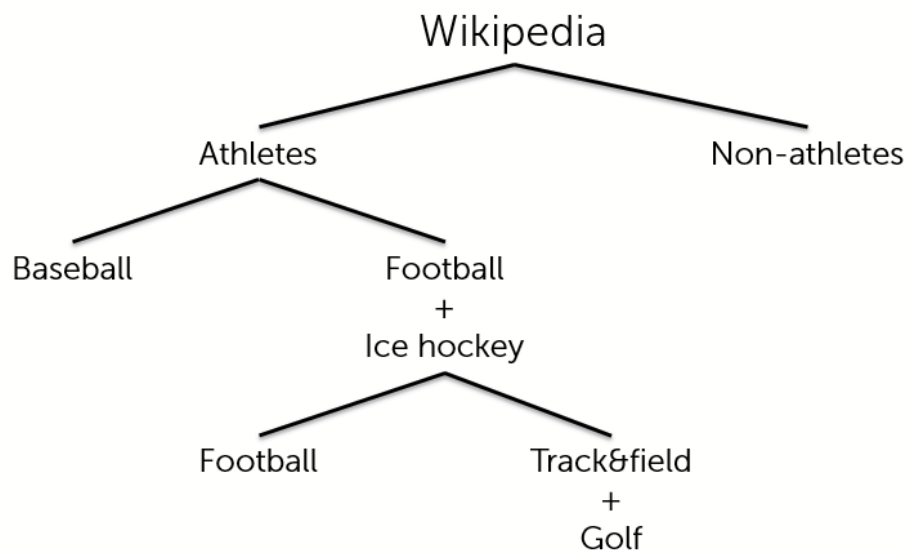 Wikipedia
Athletes
Non-athletes
Baseball
Football
+
Ice hockey
Football
Track&field
+
Golf